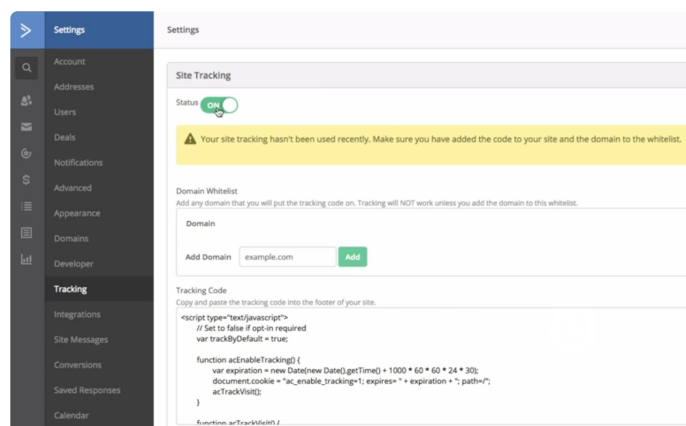 Settings
Settings
Account
Addresses
Users
Deals
Notifications
Advanced
Appearance
Domains
Developer
Tracking
Integrations
Site Messages
Conversions
Saved Responses
Calendar
Site Tracking
Status ON
Your site tracking hasn't been used recently. Make sure you have added the code to your site and the domain to the whitelist.
Domain Whitelist
Add any domain that you will put the tracking code on. Tracking will NOT work unless you add the domain to this whitelist.
Domain
Add Domain example.com Add
Tracking Code
Copy and paste the tracking code into the footer of your site.
<script type="text/javascript">
// Set to false if opt-in required
var trackByDefault = true;
function acEnableTracking() {
var expiration = new Date(new Date().getTime() + 1000 * 60 * 60 * 24 * 30);
document.cookie = "ac_enable_tracking=1; expires= " + expiration + "; path=/";
acTrackVisit();
}
function acTrackVisit() {